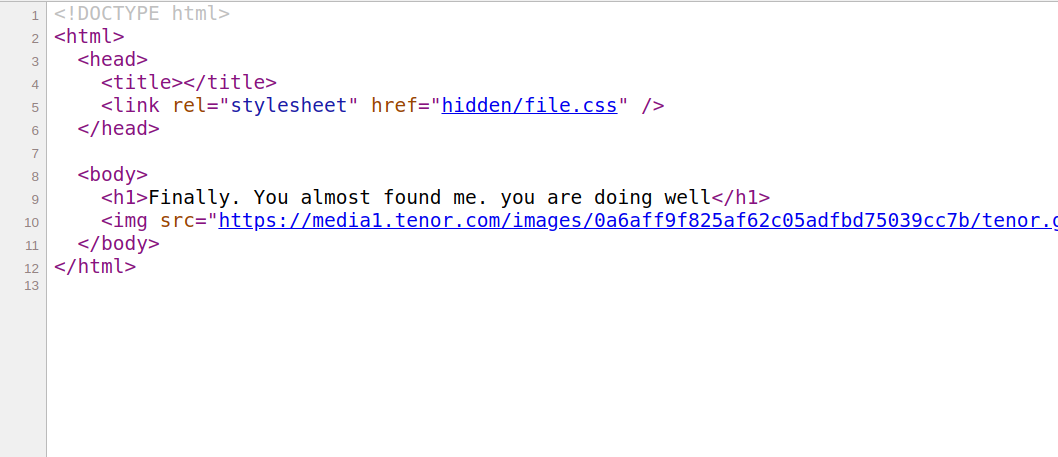 1 <!DOCTYPE html>
2 <html>
3 <head>
4 <title></title>
5 <link rel="stylesheet" href="hidden/file.css" />
6 </head>
7
8 <body>
9 <h1>Finally. You almost found me. you are doing well</h1>
10 <img src="https://media1.tenor.com/images/0a6aff9f825af62c05adfbd75039cc7b/tenor.g
11 </body>
12 </html>
13